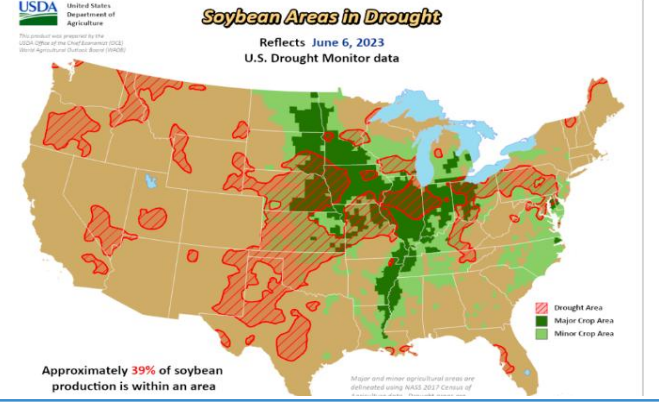 USDA
United States
Department of
Agriculture
This product was prepared by the
USDA Office of the Chief Economist (OCE)
World Agricultural Outlook Board (WAOB)
Soybean Areas in Drought
Reflects June 6, 2023
U.S. Drought Monitor data
Drought Area
Major Crop Area
Minor Crop Area
Approximately 39% of soybean
production is within an area
Major and minor agricultural areas are
delineated using NASS 2017 Census of